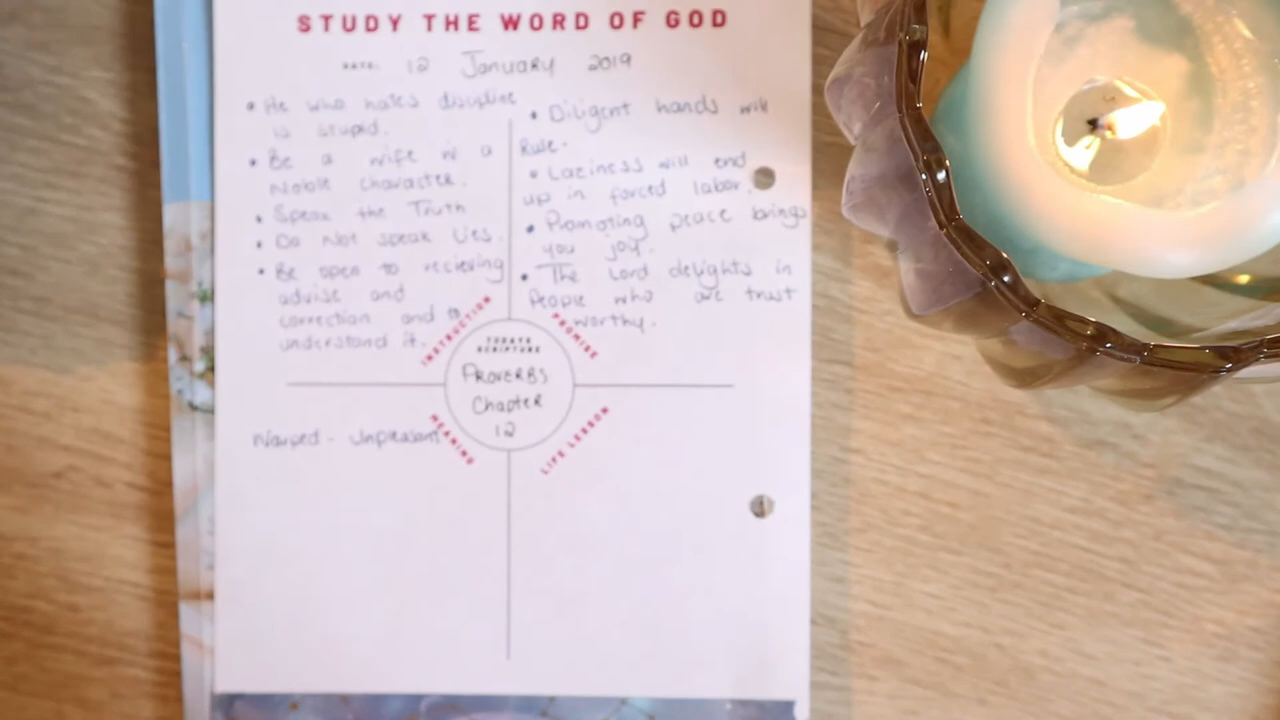 STUDY THE WORD OF GOD
DATE: 12 January 2019
• He who hates discipline
is stupid.
• Be a wife w a
Noble character.
• Speak the Truth
• Do Not speak Lies.
• Be open to recieving
advise and
correction and to
understand it.
INSTRUCTION
• Diligent hands will
Rule.
• Laziness will end
up in forced labor.
• Promoting peace brings
you joy.
• The Lord delights in
People who are trust
worthy.
PROMISE
TODAYS
SCRIPTURE
PROVERBS
Chapter
12
Warped - Unpleasant
MEANING
LIFE LESSON